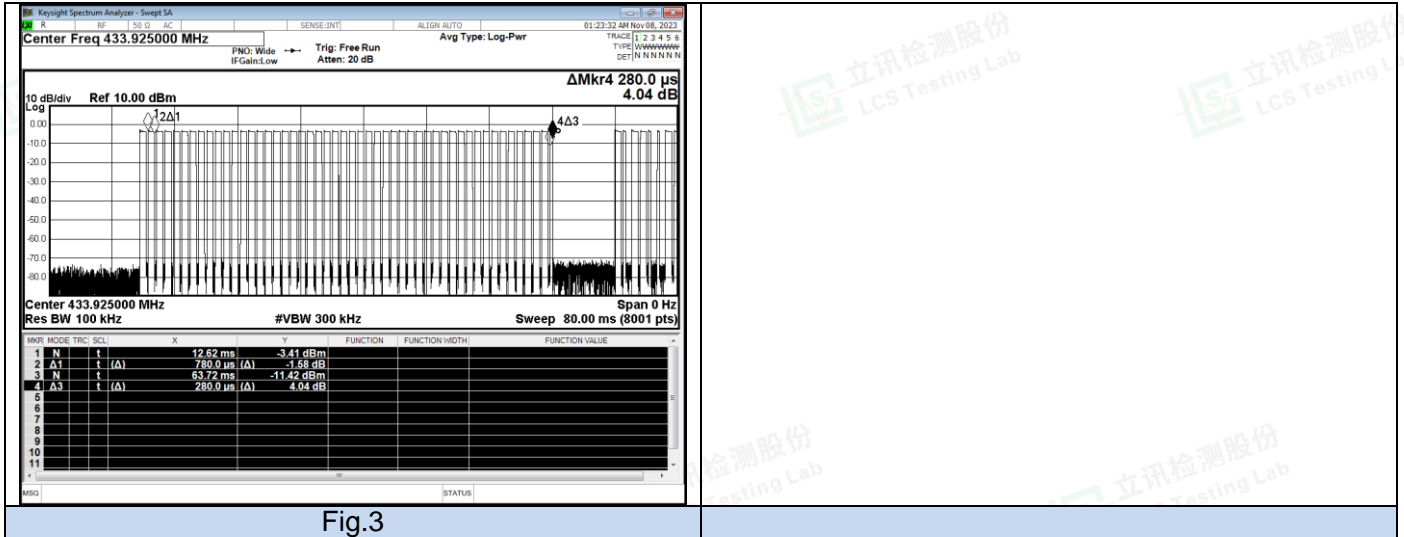 Keysight Spectrum Analyzer - Swept SA
R RF 50 Ω AC SENSE:INT ALIGN AUTO 01:23:32 AM Nov 08, 2023
Center Freq 433.925000 MHz Avg Type: Log-Pwr TRACE 1 2 3 4 5 6
PNO: Wide Trig: Free Run TYPE WWWWWW
IFGain:Low Atten: 20 dB DET N N N N N N
ΔMkr4 280.0 µs
10 dB/div Ref 10.00 dBm 4.04 dB
Log
1 2Δ1 4Δ3
0.00
-10.0
-20.0
-30.0
-40.0
-50.0
-60.0
-70.0
-80.0
Center 433.925000 MHz Span 0 Hz
Res BW 100 kHz #VBW 300 kHz Sweep 80.00 ms (8001 pts)
MKR MODE TRC SCL X Y FUNCTION FUNCTION WIDTH FUNCTION VALUE
1 N t 12.62 ms -3.41 dBm
2 Δ1 t (Δ) 780.0 µs (Δ) -1.58 dB
3 N t 63.72 ms -11.42 dBm
4 Δ3 t (Δ) 280.0 µs (Δ) 4.04 dB
5
6
7
8
9
10
11
MSG STATUS
Fig.3
立讯检测股份
LCS Testing Lab
立讯检测股份
LCS Testing Lab
检测股份
Testing Lab
立讯检测股份
Testing Lab